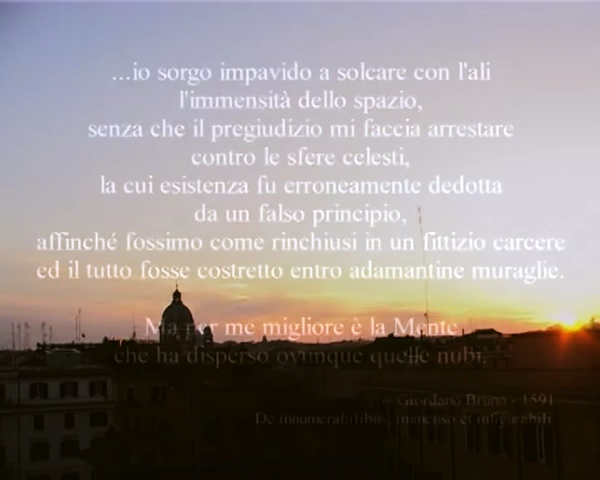 ...io sorgo impavido a solcare con l'ali
l'immensità dello spazio,
senza che il pregiudizio mi faccia arrestare
contro le sfere celesti,
la cui esistenza fu erroneamente dedotta
da un falso principio,
affinché fossimo come rinchiusi in un fittizio carcere
ed il tutto fosse costretto entro adamantine muraglie.
Ma per me migliore è la Mente
che ha disperso ovunque quelle nubi.
Giordano Bruno - 1591
De innumerabilibus, immenso et infigurabili